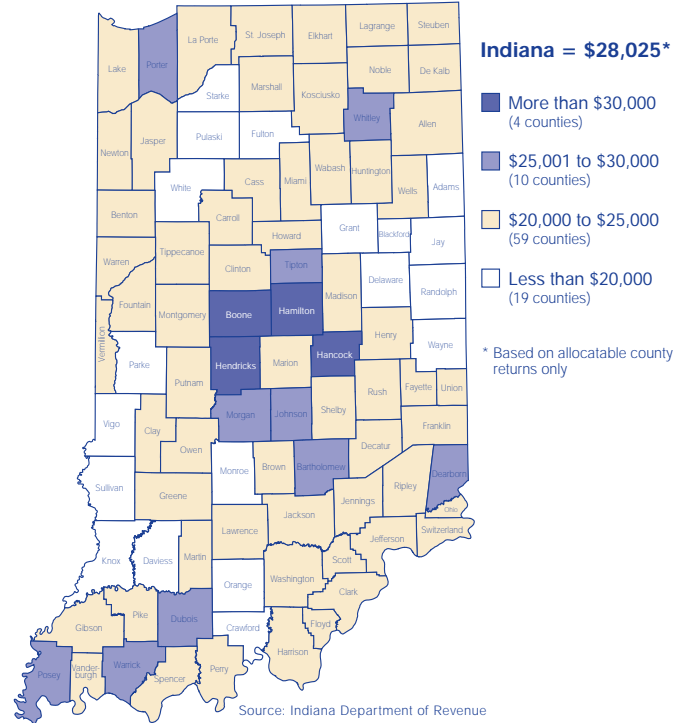 Indiana = $28,025*
More than $30,000
(4 counties)
$25,001 to $30,000
(10 counties)
$20,000 to $25,000
(59 counties)
Less than $20,000
(19 counties)
* Based on allocatable county
returns only
Lake
Porter
La Porte
St. Joseph
Elkhart
Lagrange
Steuben
Noble
De Kalb
Starke
Marshall
Kosciusko
Whitley
Allen
Newton
Jasper
Pulaski
Fulton
White
Cass
Miami
Wabash
Huntington
Wells
Adams
Benton
Carroll
Grant
Blackford
Jay
Howard
Warren
Tippecanoe
Clinton
Tipton
Madison
Delaware
Randolph
Fountain
Montgomery
Boone
Hamilton
Vermillion
Parke
Hendricks
Marion
Hancock
Henry
Wayne
Putnam
Morgan
Johnson
Shelby
Rush
Fayette
Union
Vigo
Clay
Owen
Franklin
Decatur
Monroe
Brown
Bartholomew
Dearborn
Ripley
Sullivan
Greene
Jennings
Ohio
Jackson
Switzerland
Jefferson
Lawrence
Knox
Daviess
Martin
Scott
Orange
Washington
Clark
Gibson
Pike
Dubois
Crawford
Floyd
Harrison
Posey
Vander-
burgh
Warrick
Spencer
Perry
Source: Indiana Department of Revenue